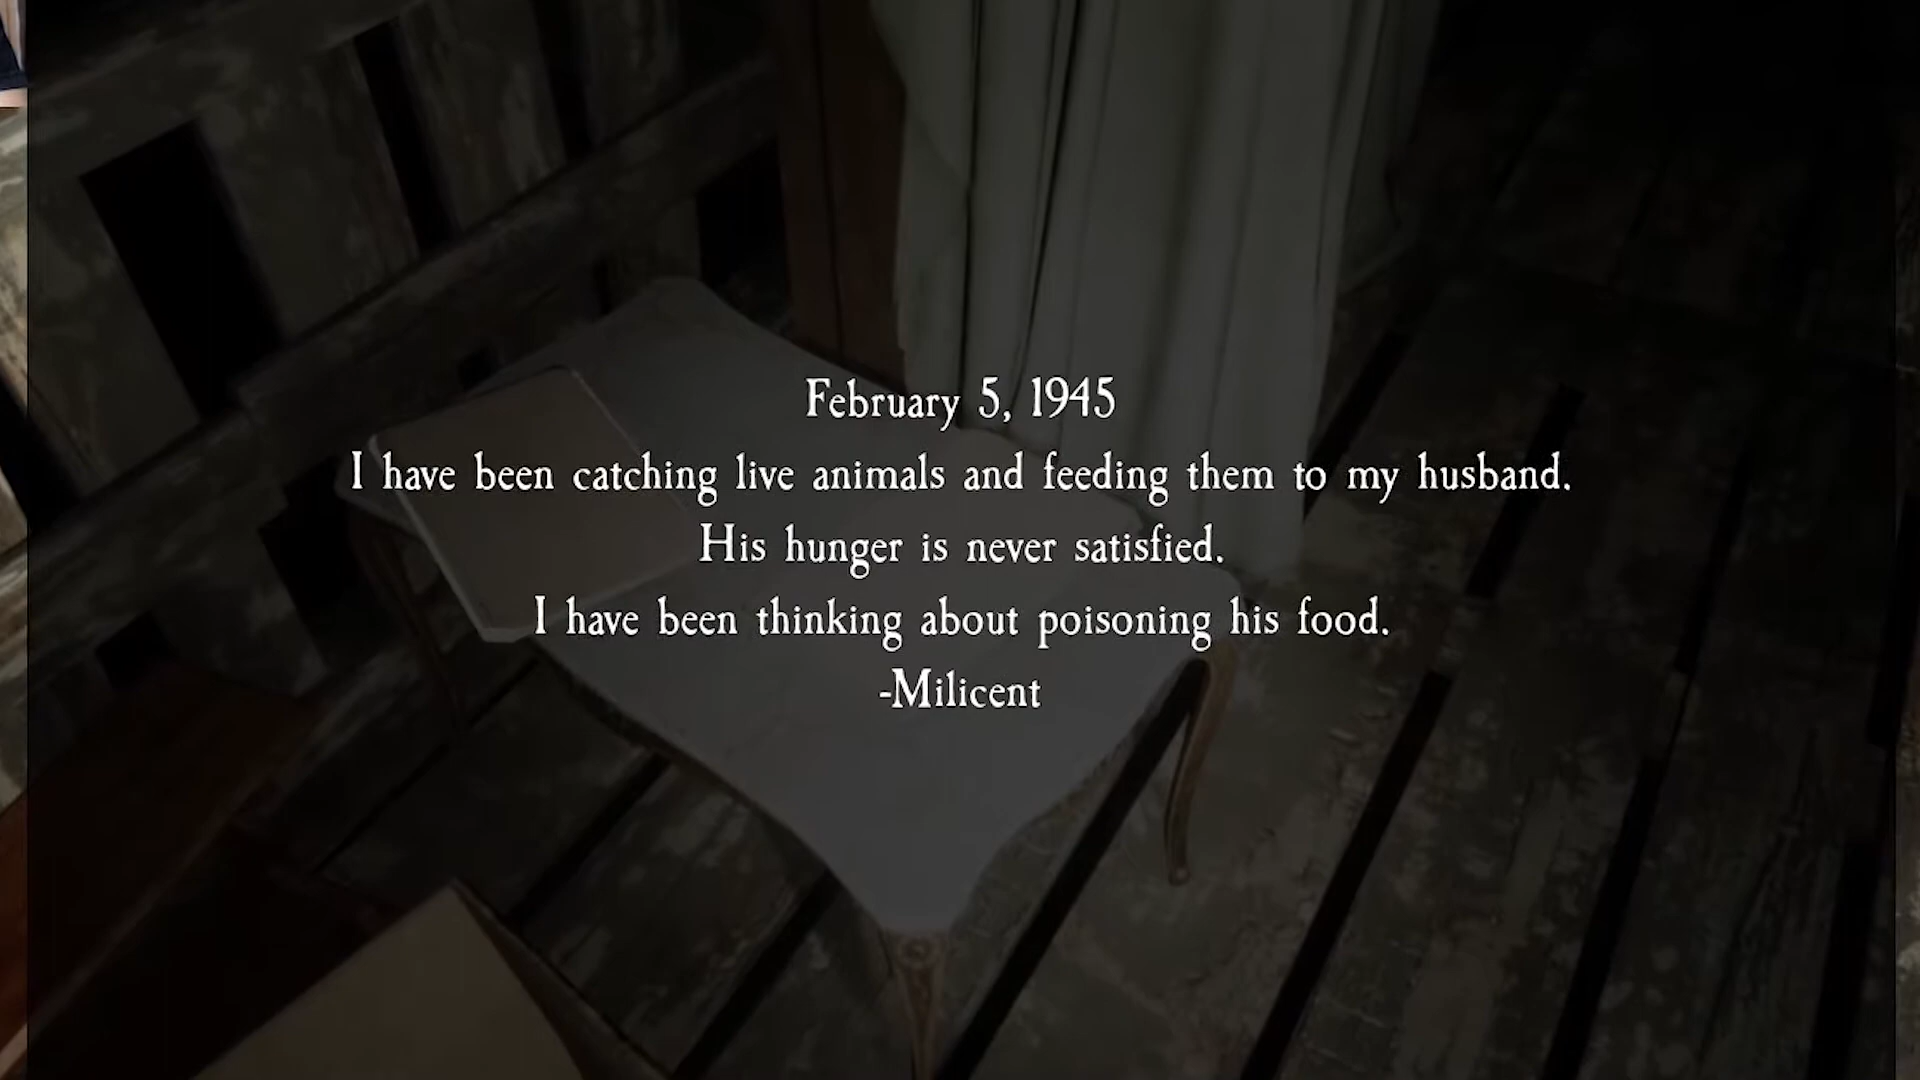 February 5, 1945
I have been catching live animals and feeding them to my husband.
His hunger is never satisfied.
I have been thinking about poisoning his food.
-Milicent